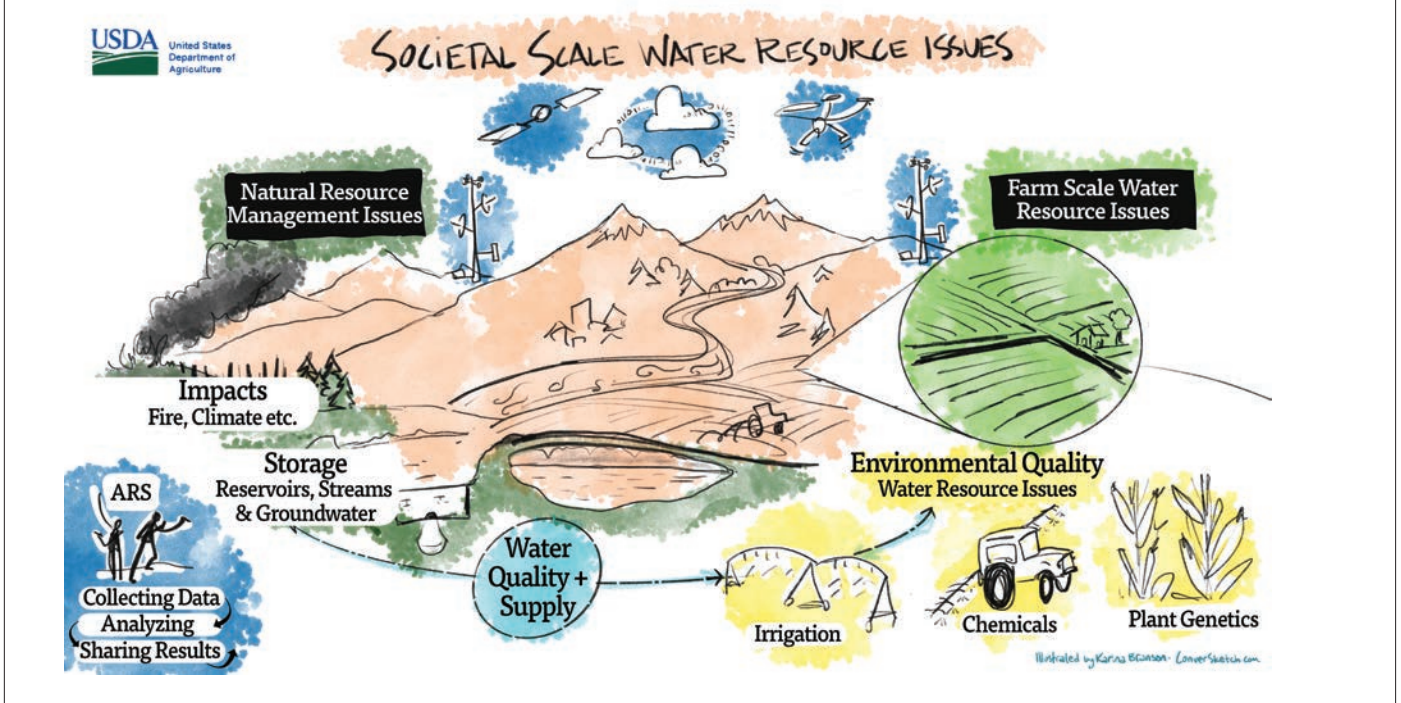 USDA
United States
Department of
Agriculture
SOCIETAL SCALE WATER RESOURCE ISSUES
Natural Resource
Management Issues
Farm Scale Water
Resource Issues
Impacts
Fire, Climate etc.
Storage
Reservoirs, Streams
& Groundwater
Environmental Quality
Water Resource Issues
ARS
Collecting Data
Analyzing
Sharing Results
Water
Quality +
Supply
Irrigation
Chemicals
Plant Genetics
Illustrated by Karina Branson - ConverSketch.com